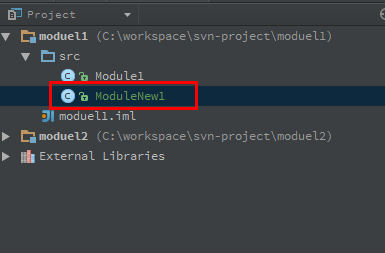 Project
moduel1 (C:\workspace\svn-project\moduel1)
src
Module1
ModuleNew1
moduel1.iml
moduel2 (C:\workspace\svn-project\moduel2)
External Libraries